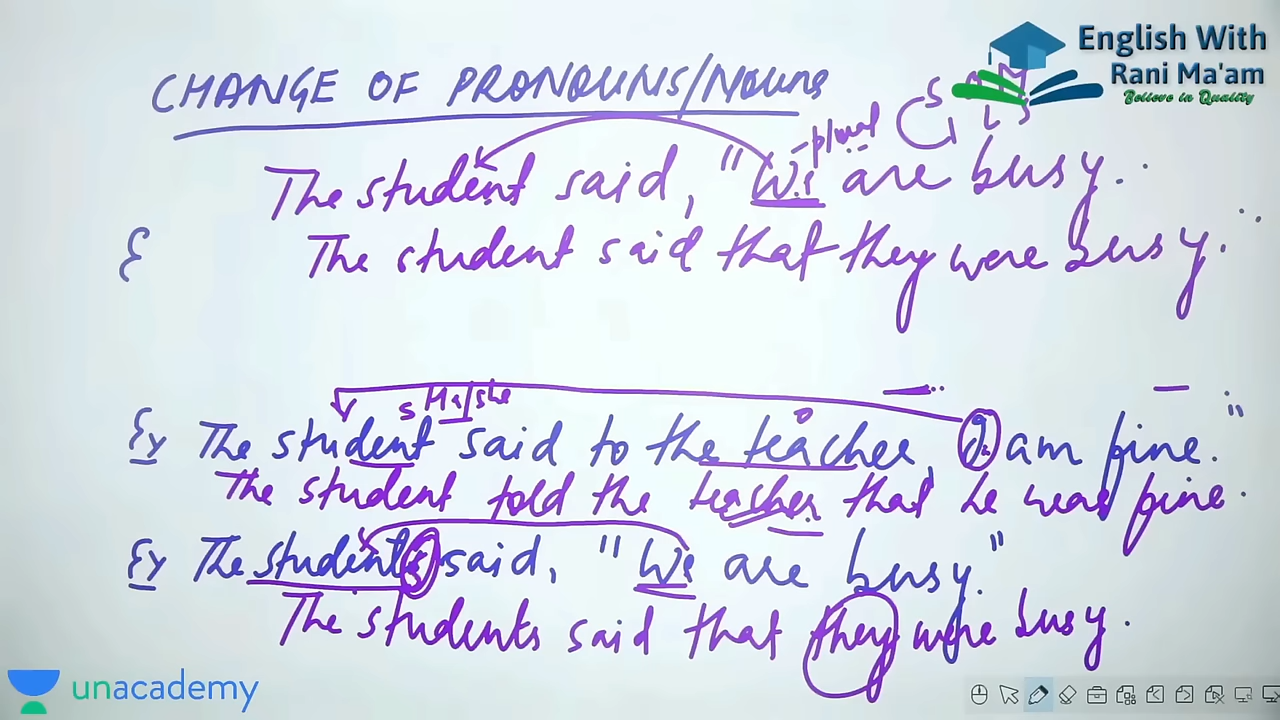 English With
Rani Ma'am
Believe in Quality
CHANGE OF PRONOUNS/NOUNS
S O M
1 2 3
plural
The student said, "We are busy.
The student said that they were busy.
S He/she O
Ex The student said to the teacher, I am fine."
The student told the teacher that he was fine.
Ex The students said, "We are busy."
The students said that they were busy.
unacademy